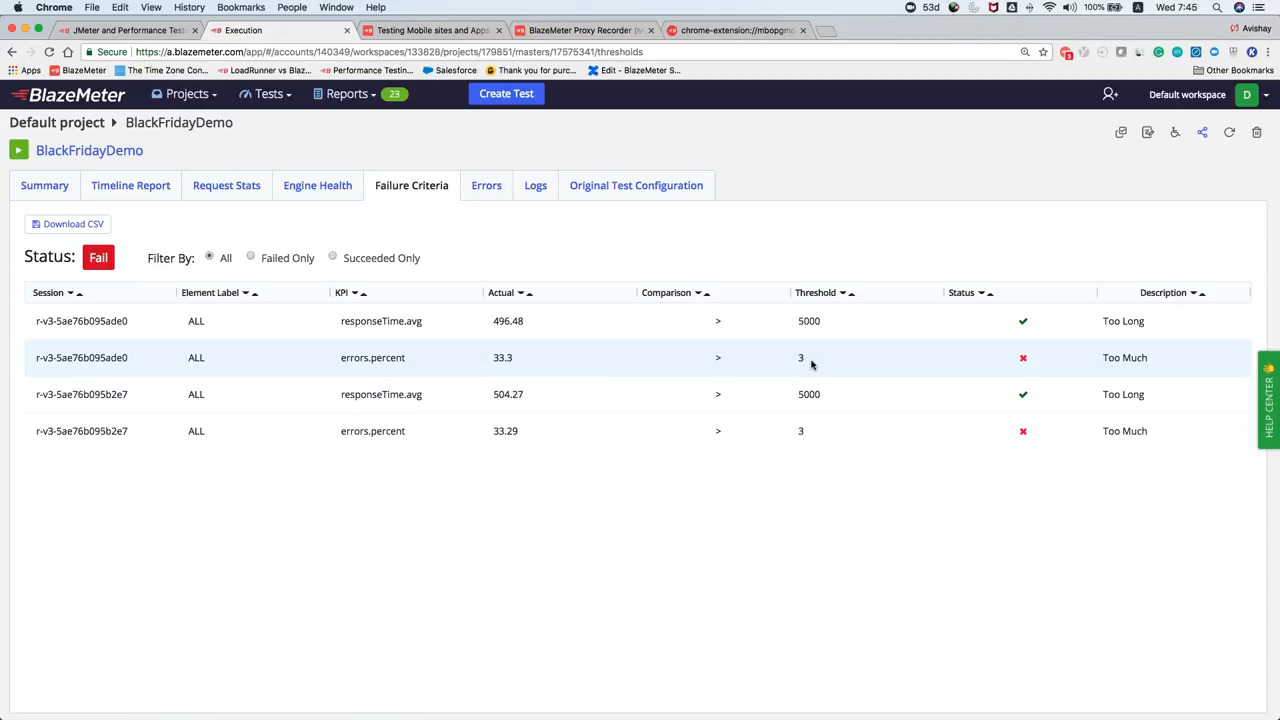 Chrome File Edit View History Bookmarks People Window Help 53d 100% Wed 7:45
JMeter and Performance Test Execution Testing Mobile sites and Apps BlazeMeter Proxy Recorder (M chrome-extension://mbopgm Avishay
Secure https://a.blazemeter.com/app/#/accounts/140349/workspaces/133828/projects/179851/masters/17575341/thresholds
Apps BlazeMeter The Time Zone Con... LoadRunner vs Blaz... Performance Testin... Salesforce Thank you for purc... Edit - BlazeMeter S... Other Bookmarks
BlazeMeter Projects Tests Reports 23 Create Test Default workspace D
Default project BlackFridayDemo
BlackFridayDemo
Summary Timeline Report Request Stats Engine Health Failure Criteria Errors Logs Original Test Configuration
Download CSV
Status: Fail Filter By: All Failed Only Succeeded Only
Session Element Label KPI Actual Comparison Threshold Status Description
r-v3-5ae76b095ade0 ALL responseTime.avg 496.48 > 5000 Too Long
r-v3-5ae76b095ade0 ALL errors.percent 33.3 > 3 Too Much
r-v3-5ae76b095b2e7 ALL responseTime.avg 504.27 > 5000 Too Long
r-v3-5ae76b095b2e7 ALL errors.percent 33.29 > 3 Too Much
HELP CENTER